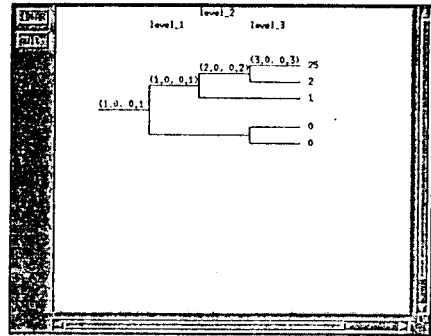 level_2
level_1 level_3
(3,0. 0,3) 25
(2,0. 0,2) 2
(1,0. 0,1) 1
(1,0. 0,1
0
0